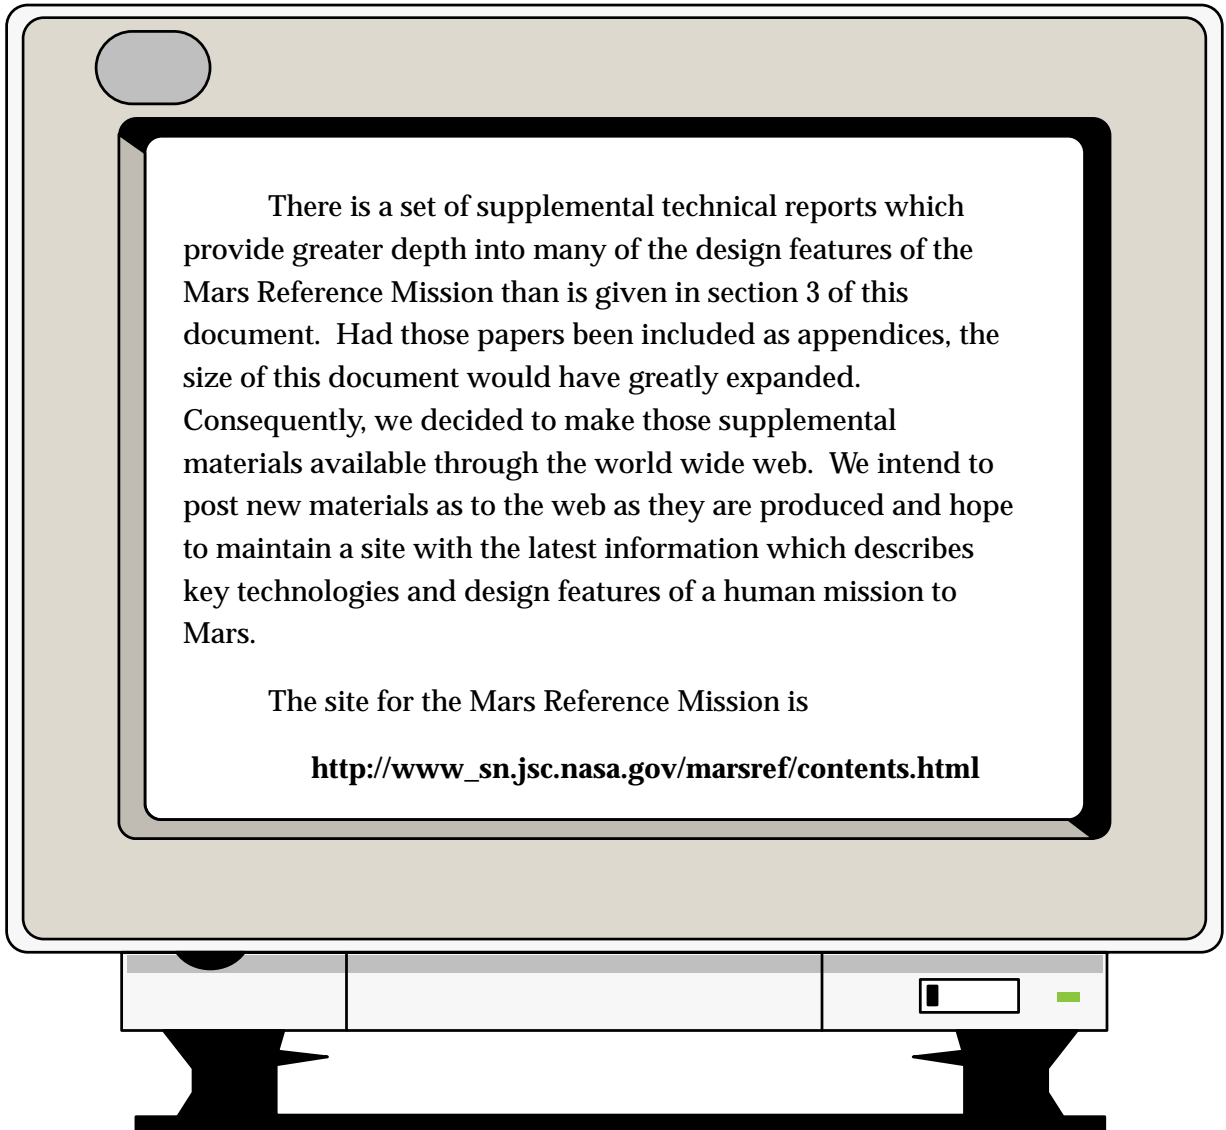 There is a set of supplemental technical reports which
provide greater depth into many of the design features of the
Mars Reference Mission than is given in section 3 of this
document.  Had those papers been included as appendices, the
size of this document would have greatly expanded.
Consequently, we decided to make those supplemental
materials available through the world wide web.  We intend to
post new materials as to the web as they are produced and hope
to maintain a site with the latest information which describes
key technologies and design features of a human mission to
Mars.
The site for the Mars Reference Mission is
http://www_sn.jsc.nasa.gov/marsref/contents.html